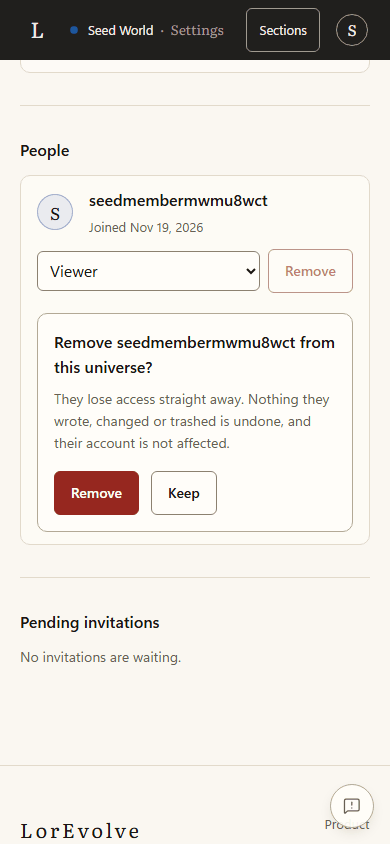 L Seed World · Settings Sections S
People
S seedmembermwmu8wct
Joined Nov 19, 2026
Viewer Remove
Remove seedmembermwmu8wct from
this universe?
They lose access straight away. Nothing they
wrote, changed or trashed is undone, and
their account is not affected.
Remove Keep
Pending invitations
No invitations are waiting.
LorEvolve
Product